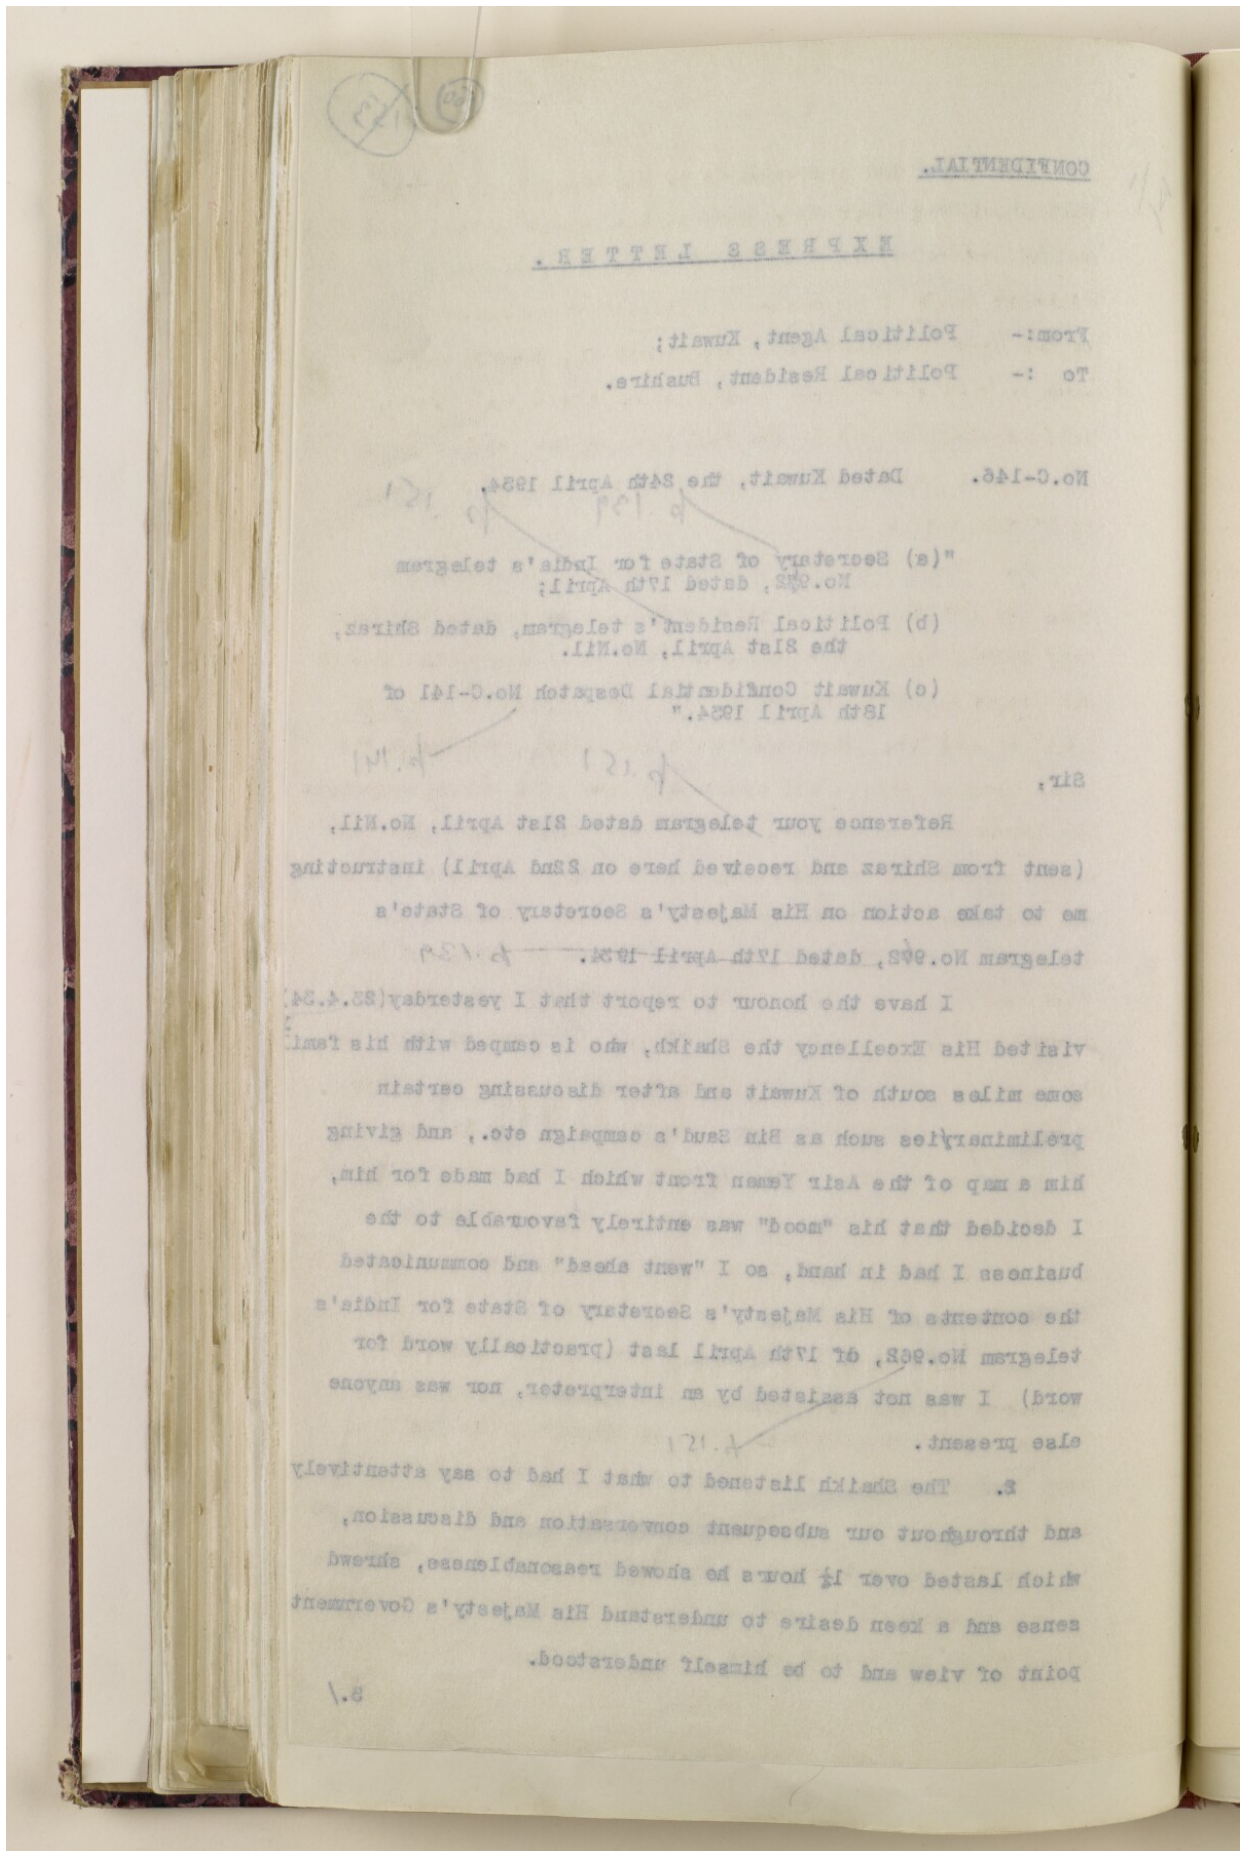 CONFIDENTIAL.
EXPRESS LETTER.
From:- Political Agent, Kuwait;
To :- Political Resident, Bushire.
No.C-146. Dated Kuwait, the 24th April 1934.
p.139 p.151
"(a) Secretary of State for India's telegram
No.962, dated 17th April;
(b) Political Resident's telegram, dated Shiraz,
the 21st April, No.Nil.
(c) Kuwait Confidential Despatch No.C-141 of
18th April 1934."
p.151 p.141
Sir,
Reference your telegram dated 21st April, No.Nil,
(sent from Shiraz and received here on 22nd April) instructing
me to take action on His Majesty's Secretary of State's
telegram No.962, dated 17th April 1934. p.139
I have the honour to report that I yesterday(23.4.34)
visited His Excellency the Shaikh, who is camped with his
some miles south of Kuwait and after discussing certain
preliminaries such as Bin Saud's campaign etc., and giving
him a map of the Asir Yemen front which I had made for him,
I decided that his "mood" was entirely favourable to the
business I had in hand, so I "went ahead" and communicated
the contents of His Majesty's Secretary of State for India's
telegram No.962, of 17th April last (practically word for
word) I was not assisted by an interpreter, nor was anyone
else present. p.151
2. The Shaikh listened to what I had to say attentively
and throughout our subsequent conversation and discussion,
which lasted over 1½ hours he showed reasonableness, shrewd
sense and a keen desire to understand His Majesty's Government
point of view and to be himself understood.
3./